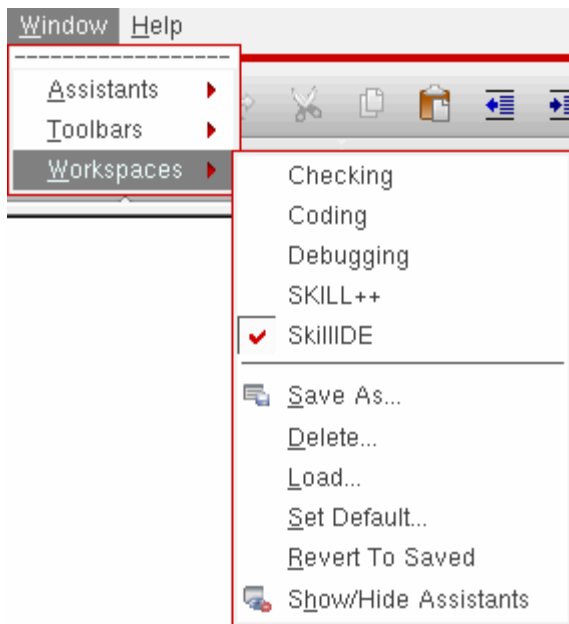 Window Help
Assistants
Toolbars
Workspaces
Checking
Coding
Debugging
SKILL++
SkillIDE
Save As...
Delete...
Load...
Set Default...
Revert To Saved
Show/Hide Assistants